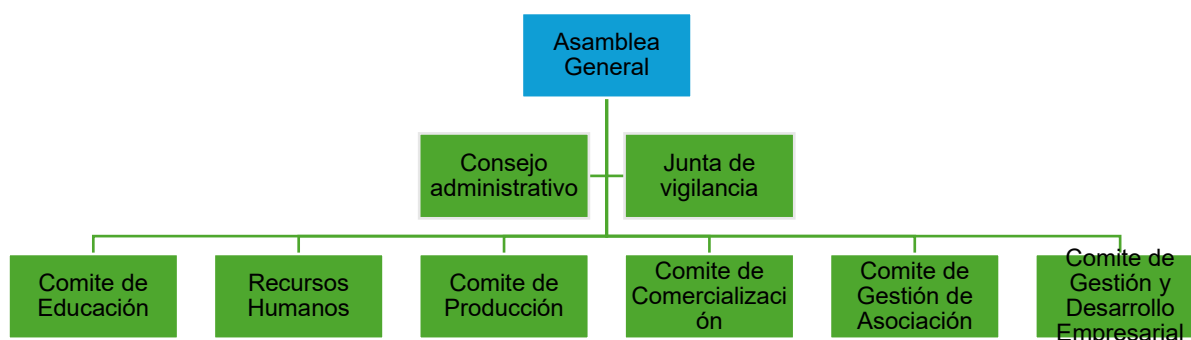 Asamblea
General
Consejo
administrativo
Junta de
vigilancia
Comite de
Educación
Recursos
Humanos
Comite de
Producción
Comite de
Comercializaci
ón
Comite de
Gestión de
Asociación
Comite de
Gestión y
Desarrollo
Empresarial